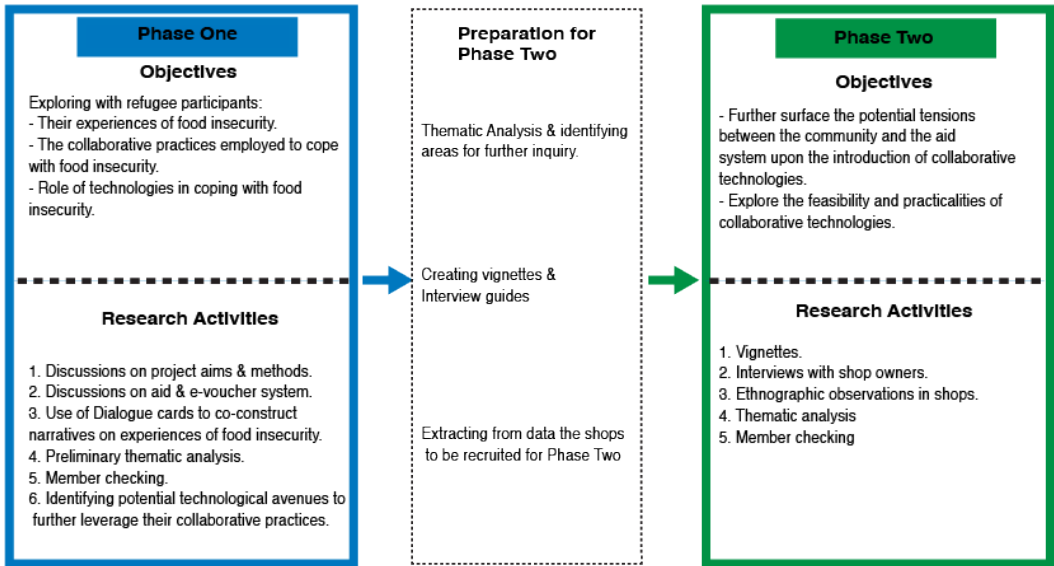 Phase One
Objectives
Exploring with refugee participants:
- Their experiences of food insecurity.
- The collaborative practices employed to cope
with food insecurity.
- Role of technologies in coping with food
insecurity.
Research Activities
1. Discussions on project aims & methods.
2. Discussions on aid & e-voucher system.
3. Use of Dialogue cards to co-construct
narratives on experiences of food insecurity.
4. Preliminary thematic analysis.
5. Member checking.
6. Identifying potential technological avenues to
further leverage their collaborative practices.
Preparation for
Phase Two
Thematic Analysis & identifying
areas for further inquiry.
Creating vignettes &
Interview guides
Extracting from data the shops
to be recruited for Phase Two
Phase Two
Objectives
- Further surface the potential tensions
between the community and the aid
system upon the introduction of collaborative
technologies.
- Explore the feasibility and practicalities of
collaborative technologies.
Research Activities
1. Vignettes.
2. Interviews with shop owners.
3. Ethnographic observations in shops.
4. Thematic analysis
5. Member checking